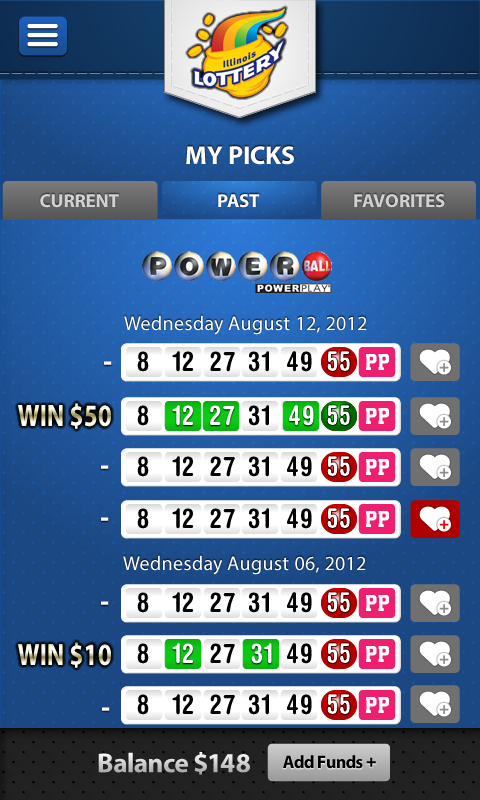 Illinois
LOTTERY
MY PICKS
CURRENT PAST FAVORITES
POWER BALL
POWERPLAY
Wednesday August 12, 2012
- 8 12 27 31 49 55 PP
WIN $50 8 12 27 31 49 55 PP
- 8 12 27 31 49 55 PP
- 8 12 27 31 49 55 PP
Wednesday August 06, 2012
- 8 12 27 31 49 55 PP
WIN $10 8 12 27 31 49 55 PP
- 8 12 27 31 49 55 PP
Balance $148 Add Funds +